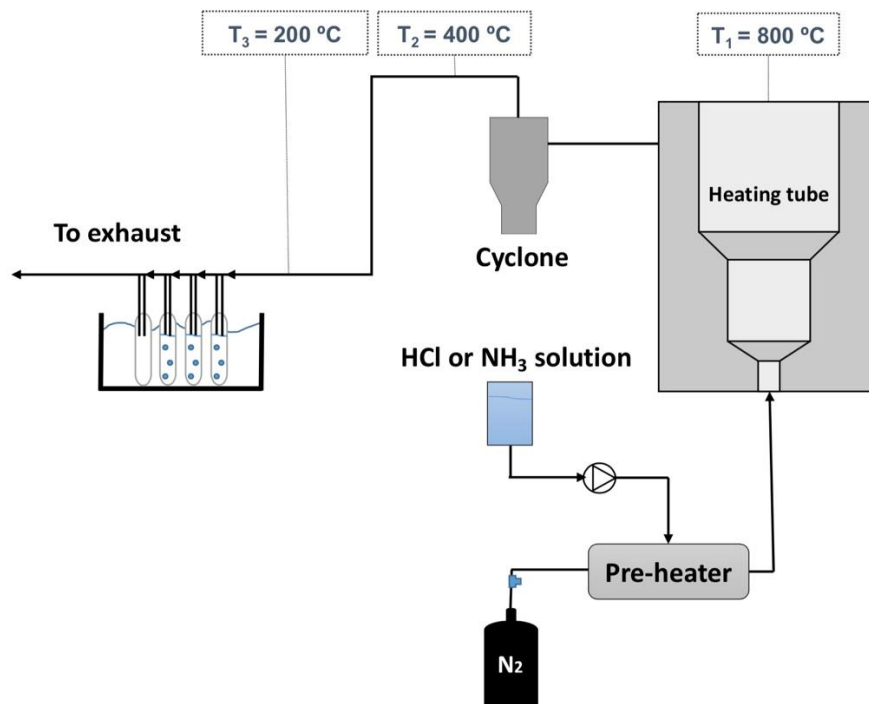 T₃ = 200 ºC
T₂ = 400 ºC
T₁ = 800 ºC
Heating tube
To exhaust
Cyclone
HCl or NH₃ solution
Pre-heater
N₂